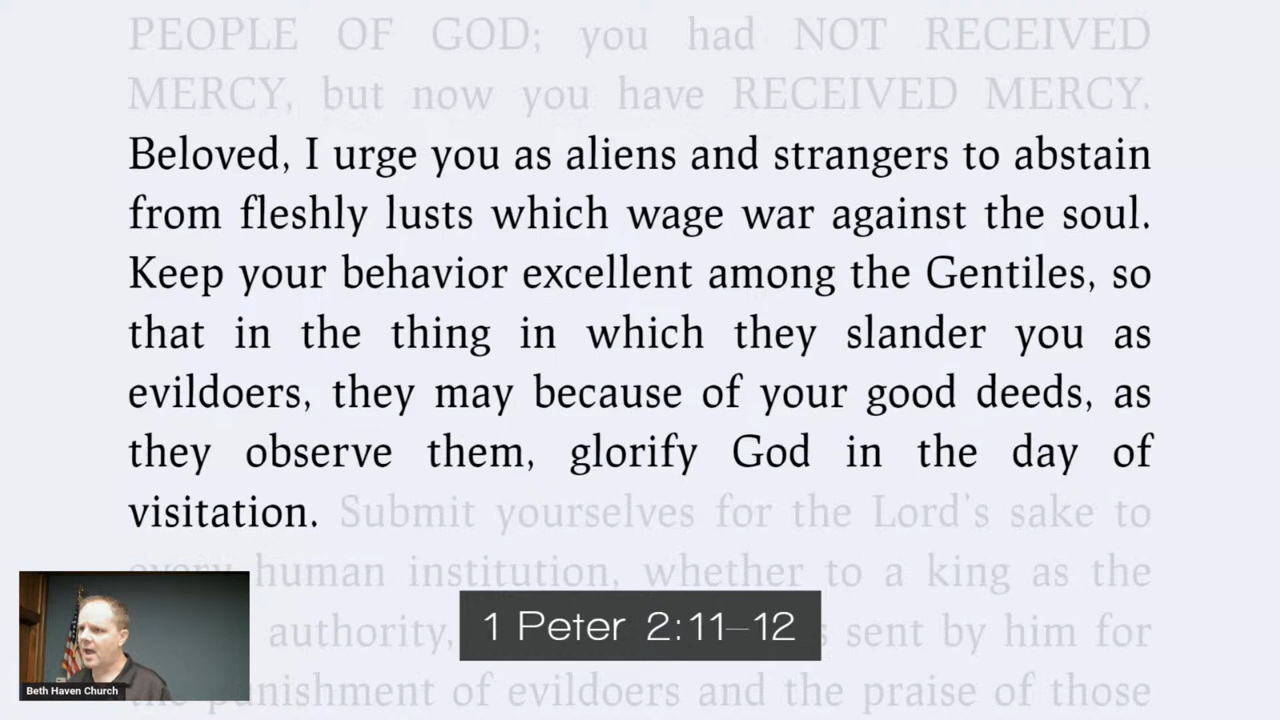 PEOPLE OF GOD; you had NOT RECEIVED
MERCY, but now you have RECEIVED MERCY.
Beloved, I urge you as aliens and strangers to abstain
from fleshly lusts which wage war against the soul.
Keep your behavior excellent among the Gentiles, so
that in the thing in which they slander you as
evildoers, they may because of your good deeds, as
they observe them, glorify God in the day of
visitation. Submit yourselves for the Lord's sake to
every human institution, whether to a king as the
authority, sent by him for
1 Peter 2:11–12
the punishment of evildoers and the praise of those
Beth Haven Church